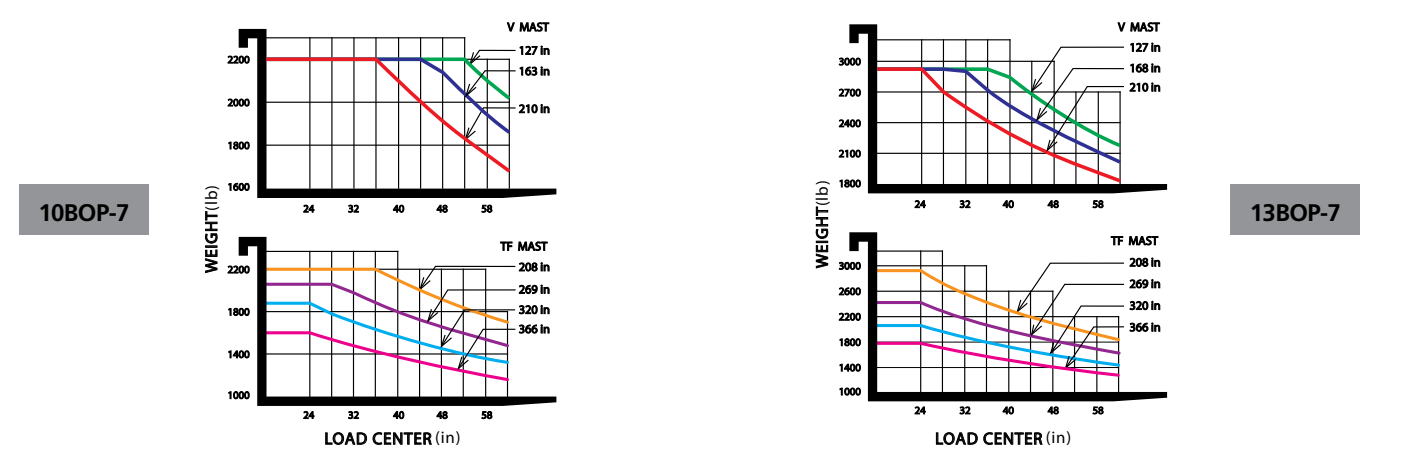 10BOP-7
WEIGHT(lb)
V MAST
127 in
163 in
210 in
2200
2000
1800
1600
24 32 40 48 58
TF MAST
208 in
269 in
320 in
366 in
2200
1800
1400
1000
24 32 40 48 58
LOAD CENTER (in)
WEIGHT(lb)
V MAST
127 in
168 in
210 in
3000
2700
2400
2100
1800
24 32 40 48 58
TF MAST
208 in
269 in
320 in
366 in
3000
2600
2200
1800
1400
1000
24 32 40 48 58
LOAD CENTER (in)
13BOP-7